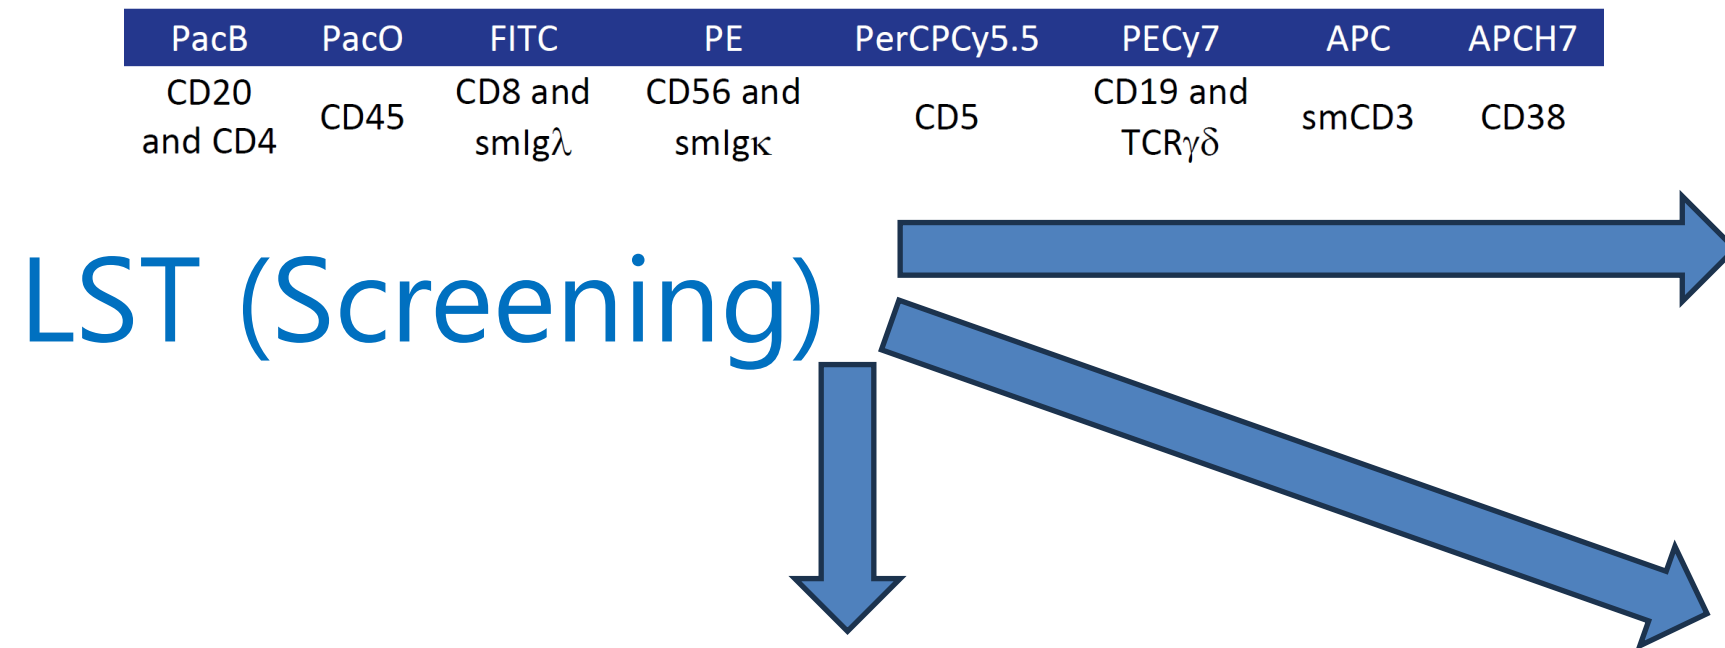 PacB PacO FITC PE PerCPCy5.5 PECy7 APC APCH7
CD20 and CD4 CD45 CD8 and smIgλ CD56 and smIgκ CD5 CD19 and TCRγδ smCD3 CD38
LST (Screening)